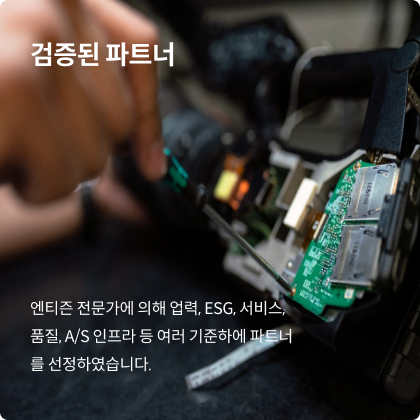 검증된 파트너
엔티즌 전문가에 의해 업력, ESG, 서비스,
품질, A/S 인프라 등 여러 기준하에 파트너
를 선정하였습니다.